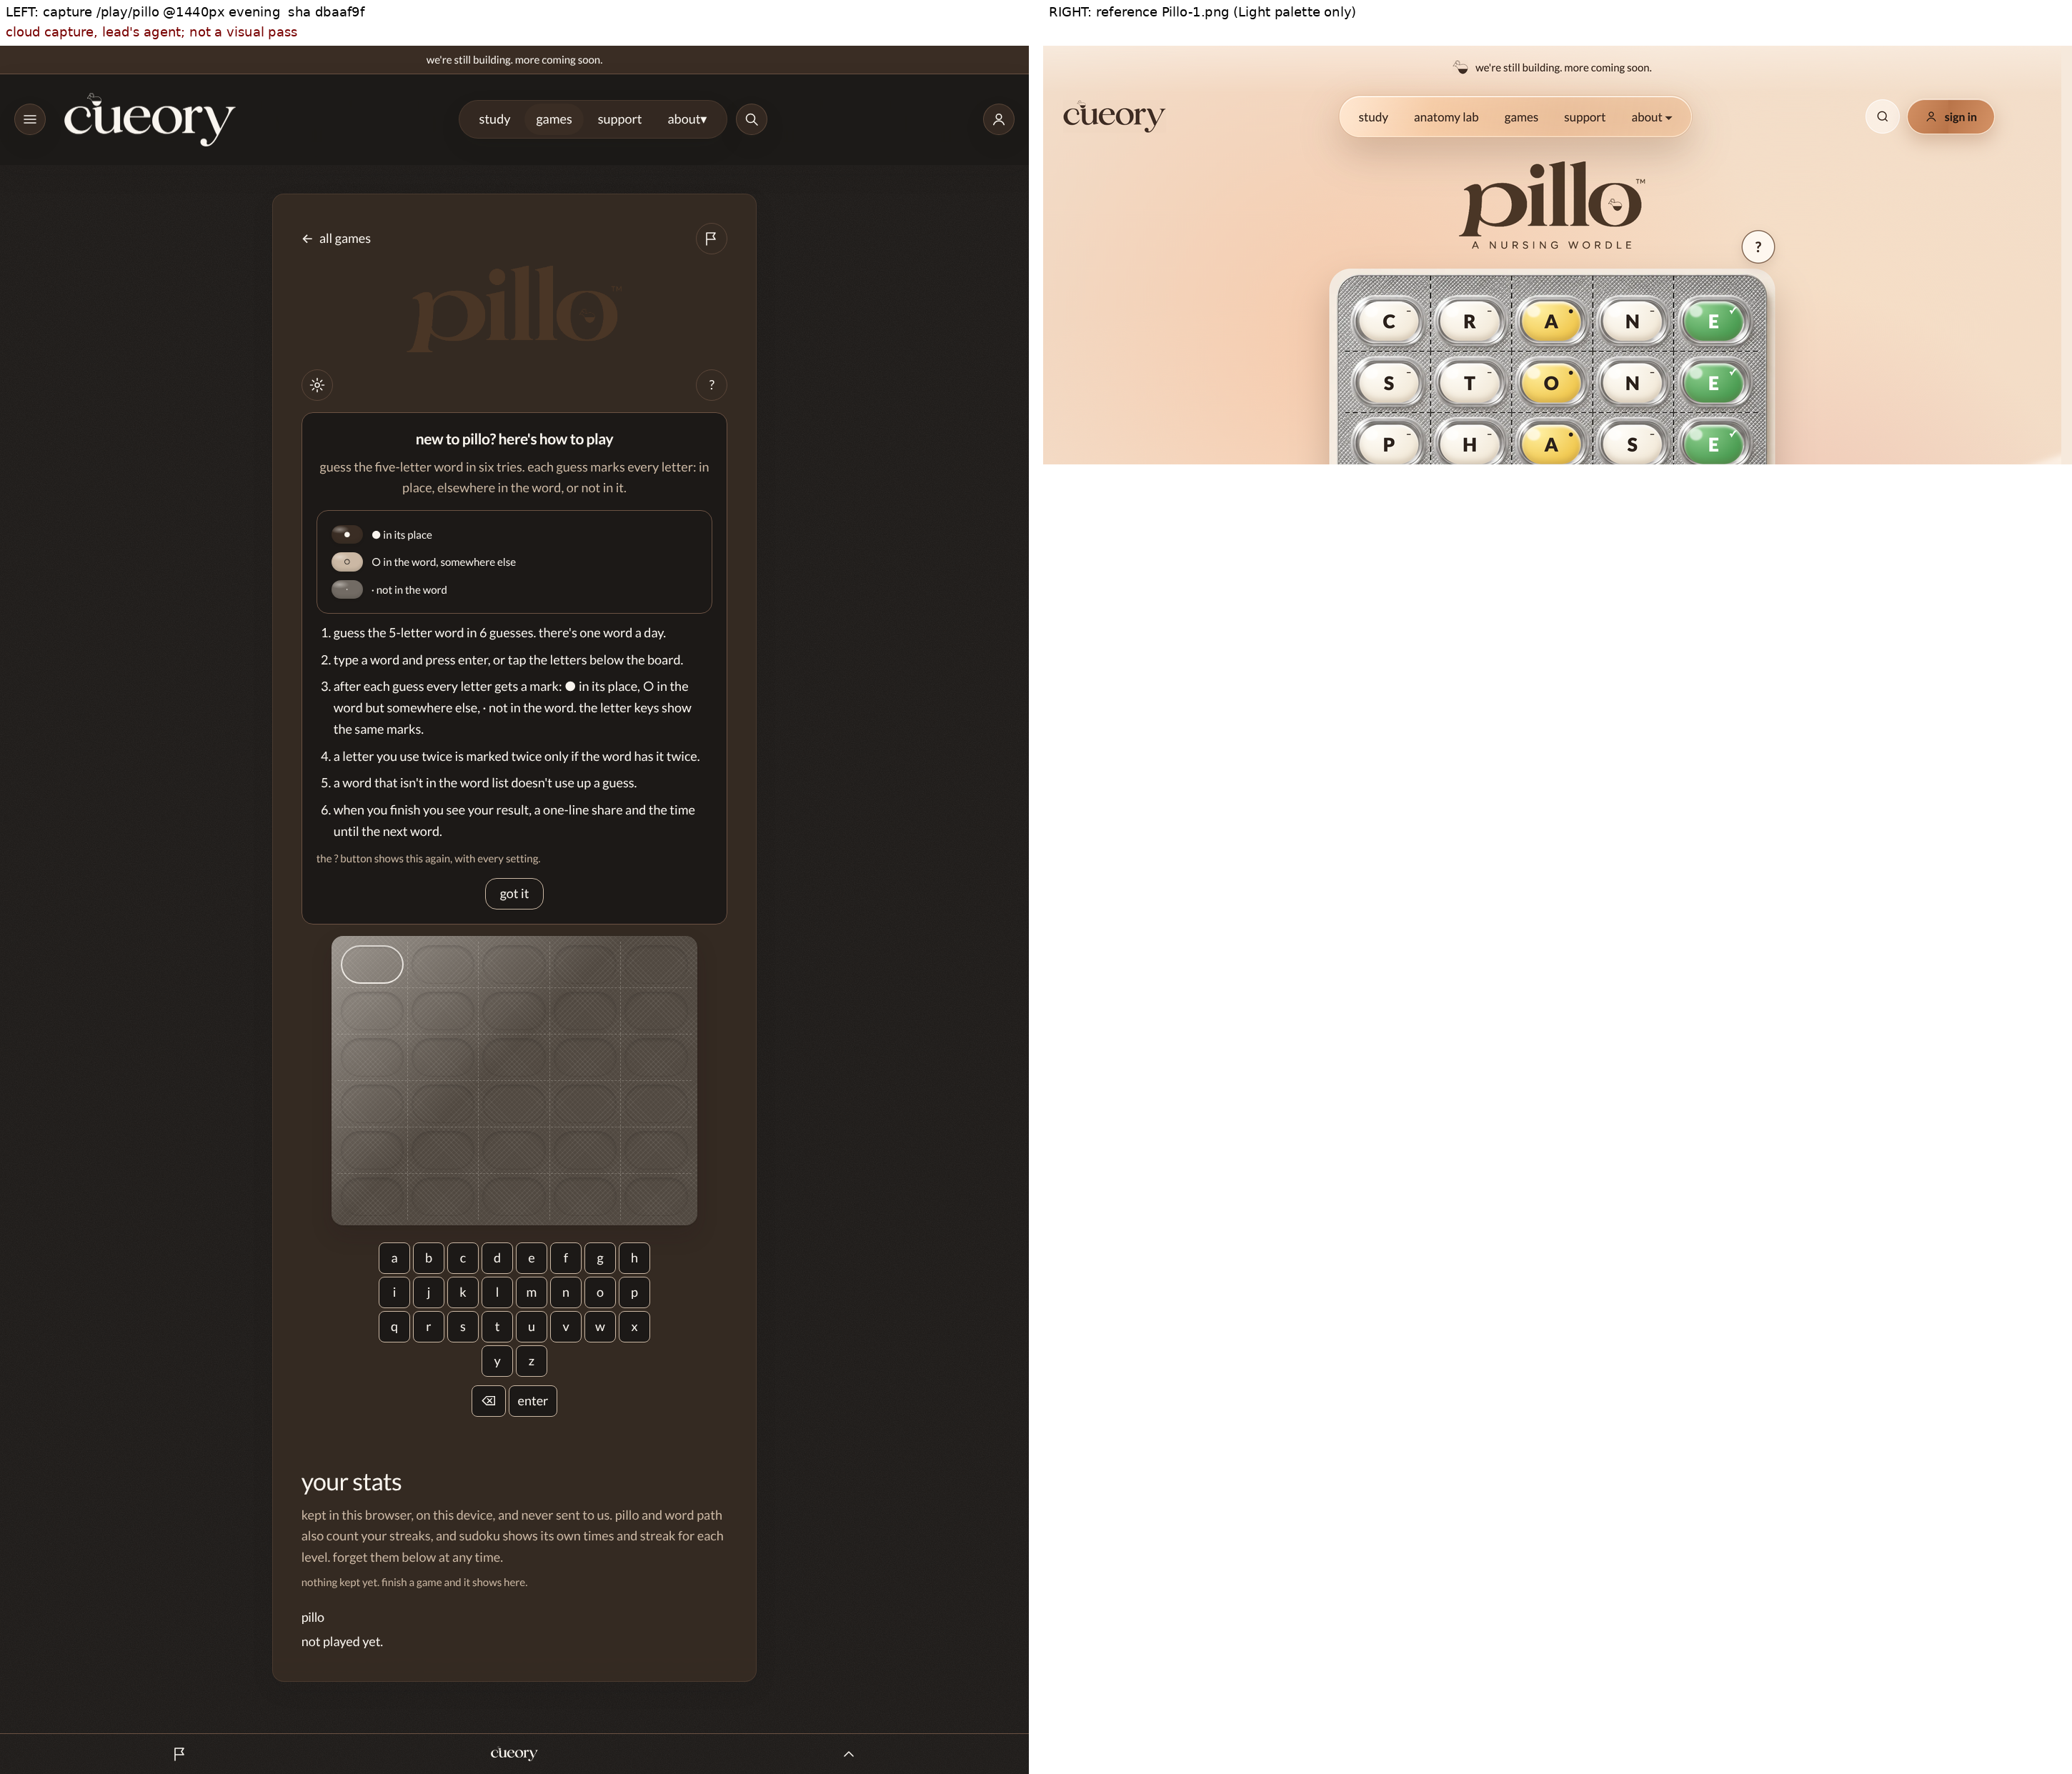 LEFT: capture /play/pillo @1440px evening  sha dbaaf9f
cloud capture, lead's agent; not a visual pass
we're still building. more coming soon.
cueory
study games support about▾
← all games
pillo™
?
new to pillo? here's how to play
guess the five-letter word in six tries. each guess marks every letter: in
place, elsewhere in the word, or not in it.
● in its place
○ in the word, somewhere else
· not in the word
1. guess the 5-letter word in 6 guesses. there's one word a day.
2. type a word and press enter, or tap the letters below the board.
3. after each guess every letter gets a mark: ● in its place, ○ in the
word but somewhere else, · not in the word. the letter keys show
the same marks.
4. a letter you use twice is marked twice only if the word has it twice.
5. a word that isn't in the word list doesn't use up a guess.
6. when you finish you see your result, a one-line share and the time
until the next word.
the ? button shows this again, with every setting.
got it
a b c d e f g h
i j k l m n o p
q r s t u v w x
y z
enter
your stats
kept in this browser, on this device, and never sent to us. pillo and word path
also count your streaks, and sudoku shows its own times and streak for each
level. forget them below at any time.
nothing kept yet. finish a game and it shows here.
pillo
not played yet.
cueory
RIGHT: reference Pillo-1.png (Light palette only)
we're still building. more coming soon.
cueory
study anatomy lab games support about ▾
sign in
pillo™
A NURSING WORDLE
?
C R A N E
S T O N E
P H A S E